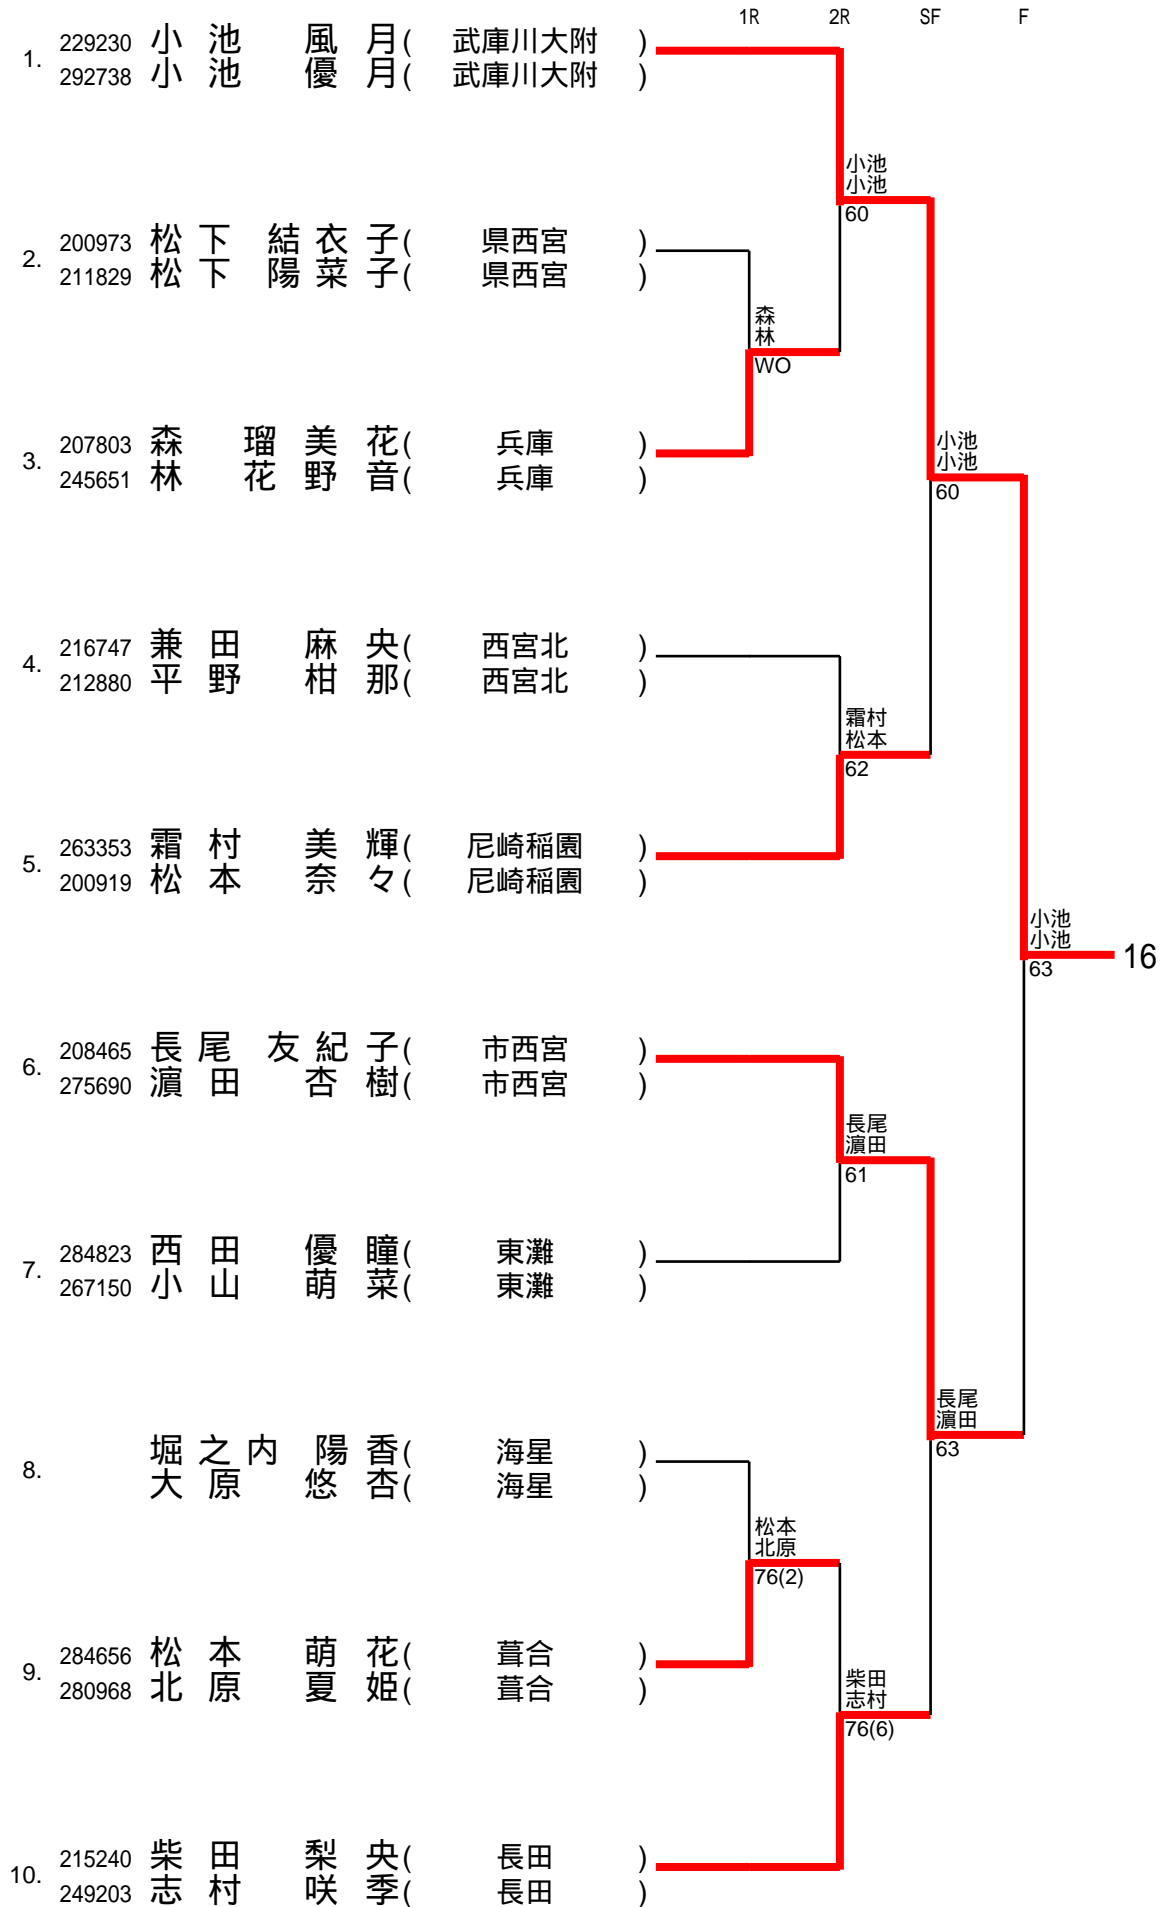 1R 2R SF F
1. 229230 小池 風月( 武庫川大附 )
292738 小池 優月( 武庫川大附 )
小池
小池
60
2. 200973 松下 結衣子( 県西宮 )
211829 松下 陽菜子( 県西宮 )
森
林
WO
3. 207803 森 瑠美花( 兵庫 )
245651 林 花野音( 兵庫 )
小池
小池
60
4. 216747 兼田 麻央( 西宮北 )
212880 平野 柑那( 西宮北 )
霜村
松本
62
5. 263353 霜村 美輝( 尼崎稲園 )
200919 松本 奈々( 尼崎稲園 )
小池
小池
63
16
6. 208465 長尾 友紀子( 市西宮 )
275690 濵田 杏樹( 市西宮 )
長尾
濵田
61
7. 284823 西田 優瞳( 東灘 )
267150 小山 萌菜( 東灘 )
長尾
濵田
63
8. 堀之内 陽香( 海星 )
大原 悠杏( 海星 )
松本
北原
76(2)
9. 284656 松本 萌花( 葺合 )
280968 北原 夏姫( 葺合 )
柴田
志村
76(6)
10. 215240 柴田 梨央( 長田 )
249203 志村 咲季( 長田 )